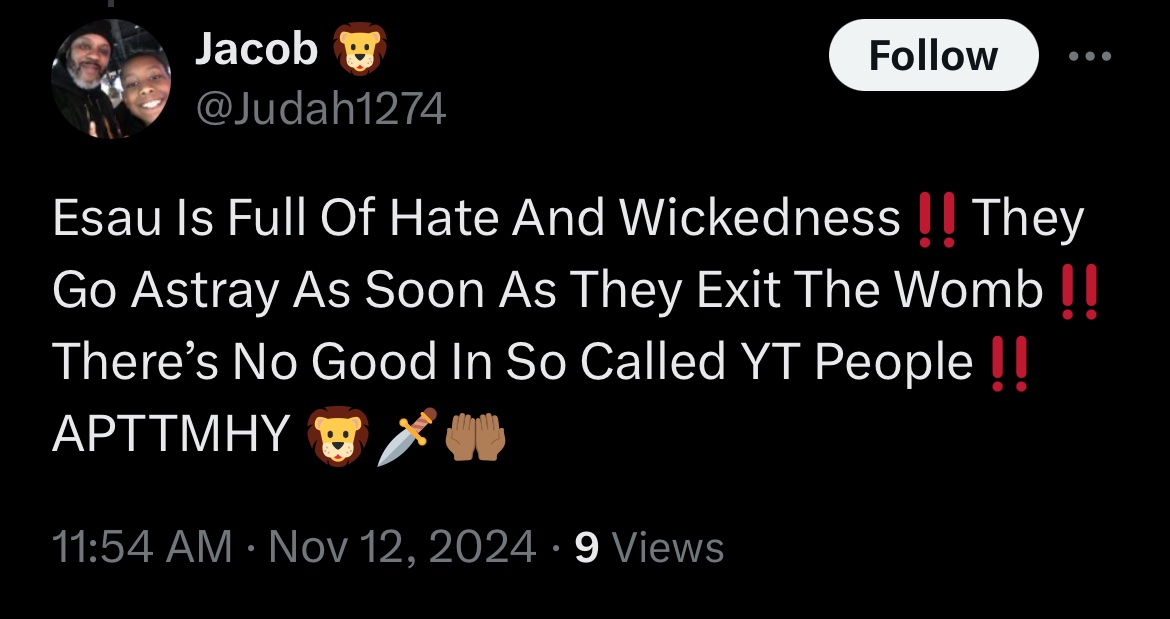 Jacob 🦁
@Judah1274
Follow
Esau Is Full Of Hate And Wickedness‼️They
Go Astray As Soon As They Exit The Womb‼️
There’s No Good In So Called YT People‼️
APTTMHY 🦁🗡️🤲🏽
11:54 AM · Nov 12, 2024 · 9 Views